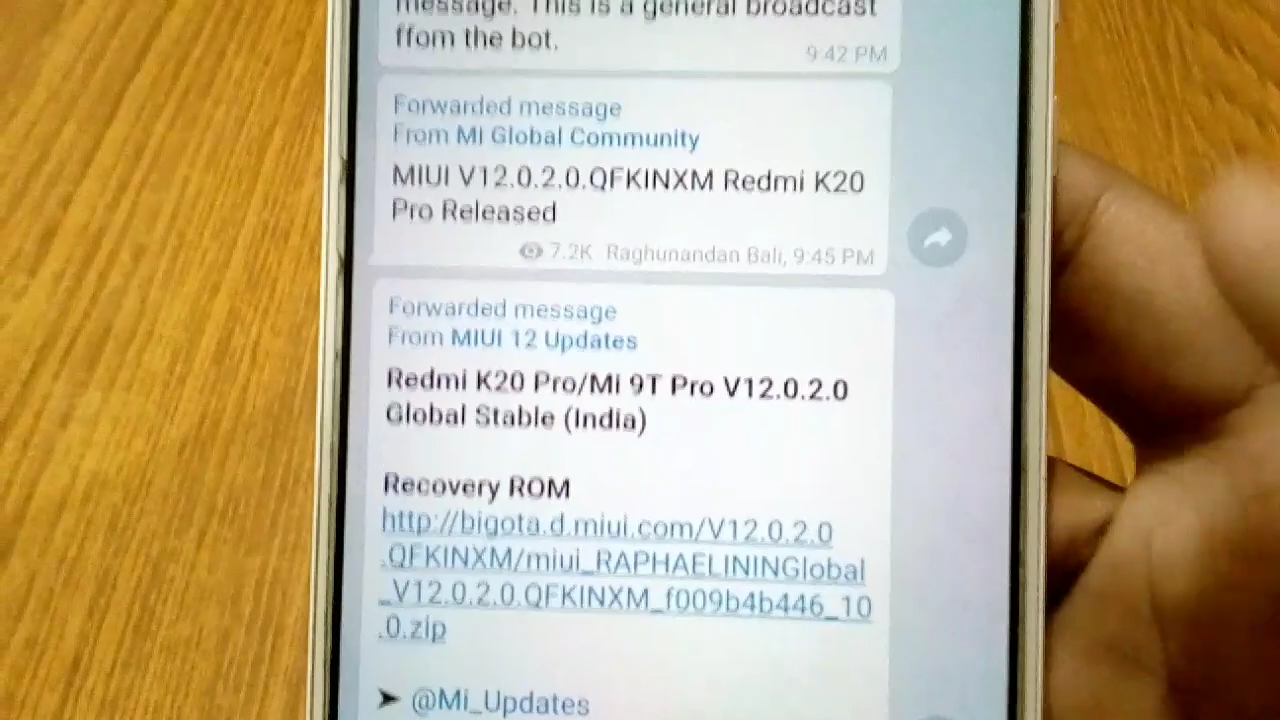 message. This is a general broadcast
ffom the bot.
9:42 PM
Forwarded message
From MI Global Community
MIUI V12.0.2.0.QFKINXM Redmi K20
Pro Released
7.2K Raghunandan Bali, 9:45 PM
Forwarded message
From MIUI 12 Updates
Redmi K20 Pro/Mi 9T Pro V12.0.2.0
Global Stable (India)
Recovery ROM
http://bigota.d.miui.com/V12.0.2.0
.QFKINXM/miui_RAPHAELININGlobal
_V12.0.2.0.QFKINXM_f009b4b446_10
.0.zip
➤ @Mi_Updates